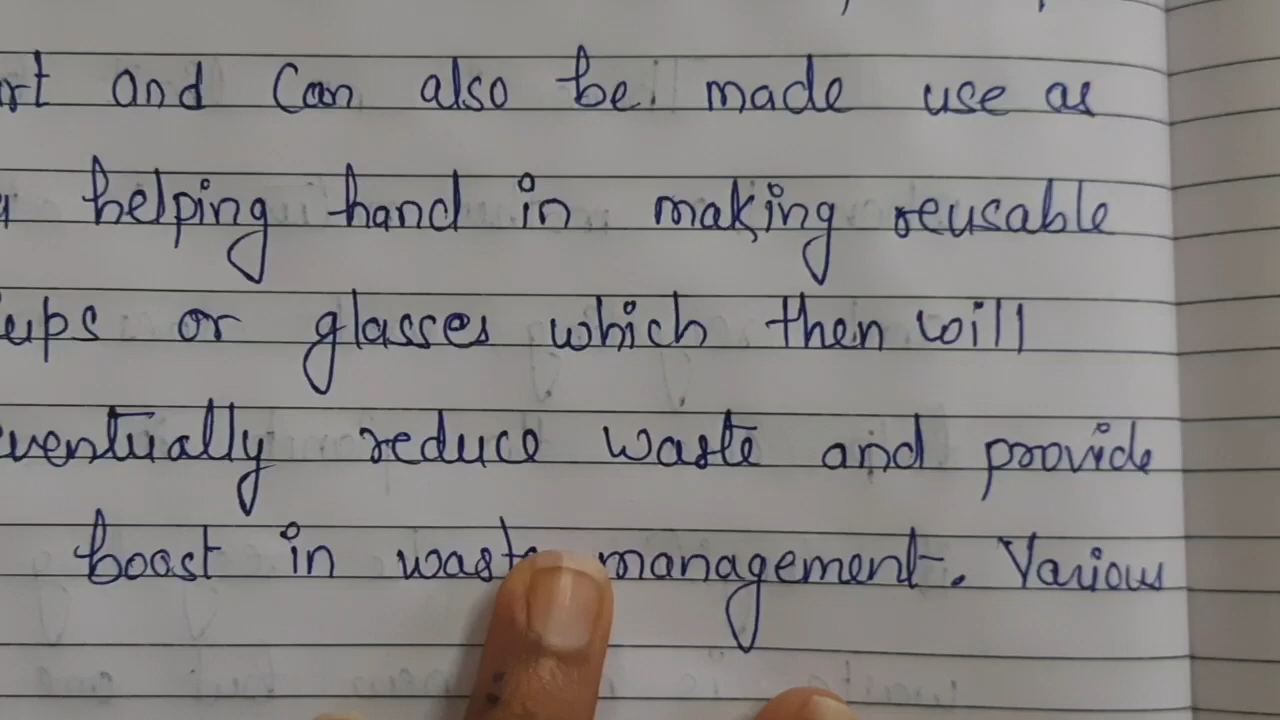 and Can also be made use as
helping hand in making reusable
or glasses which then will
reduce waste and provide
boost in management. Various